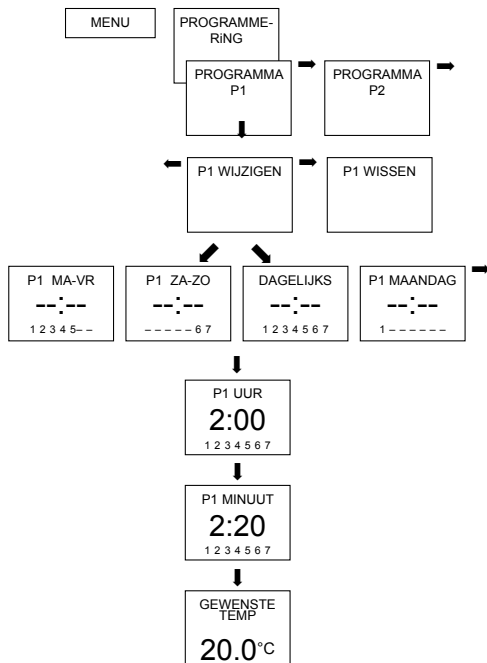 MENU
PROGRAMME-
RiNG
PROGRAMMA
P1
PROGRAMMA
P2
P1 WIJZIGEN
P1 WISSEN
P1 MA-VR
--:--
1 2 3 4 5 – –
P1 ZA-ZO
--:--
– – – – – 6 7
DAGELIJKS
--:--
1 2 3 4 5 6 7
P1 MAANDAG
--:--
1 – – – – – –
P1 UUR
2:00
1 2 3 4 5 6 7
P1 MINUUT
2:20
1 2 3 4 5 6 7
GEWENSTE
TEMP
20.0°C